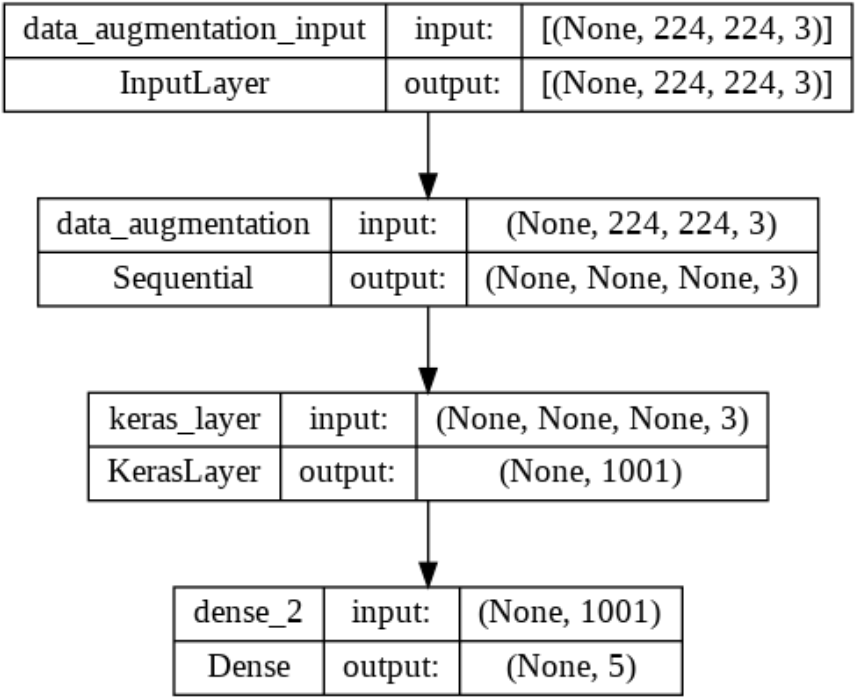 data_augmentation_input input: [(None, 224, 224, 3)]
InputLayer output: [(None, 224, 224, 3)]
data_augmentation input: (None, 224, 224, 3)
Sequential output: (None, None, None, 3)
keras_layer input: (None, None, None, 3)
KerasLayer output: (None, 1001)
dense_2 input: (None, 1001)
Dense output: (None, 5)